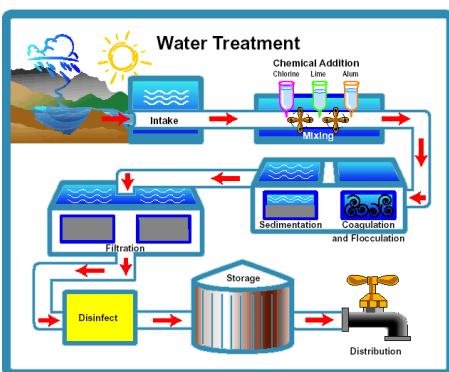 Water Treatment
Chemical Addition
Chlorine Lime Alum
Intake
Mixing
Sedimentation
Coagulation
and Flocculation
Filtration
Storage
Disinfect
Distribution